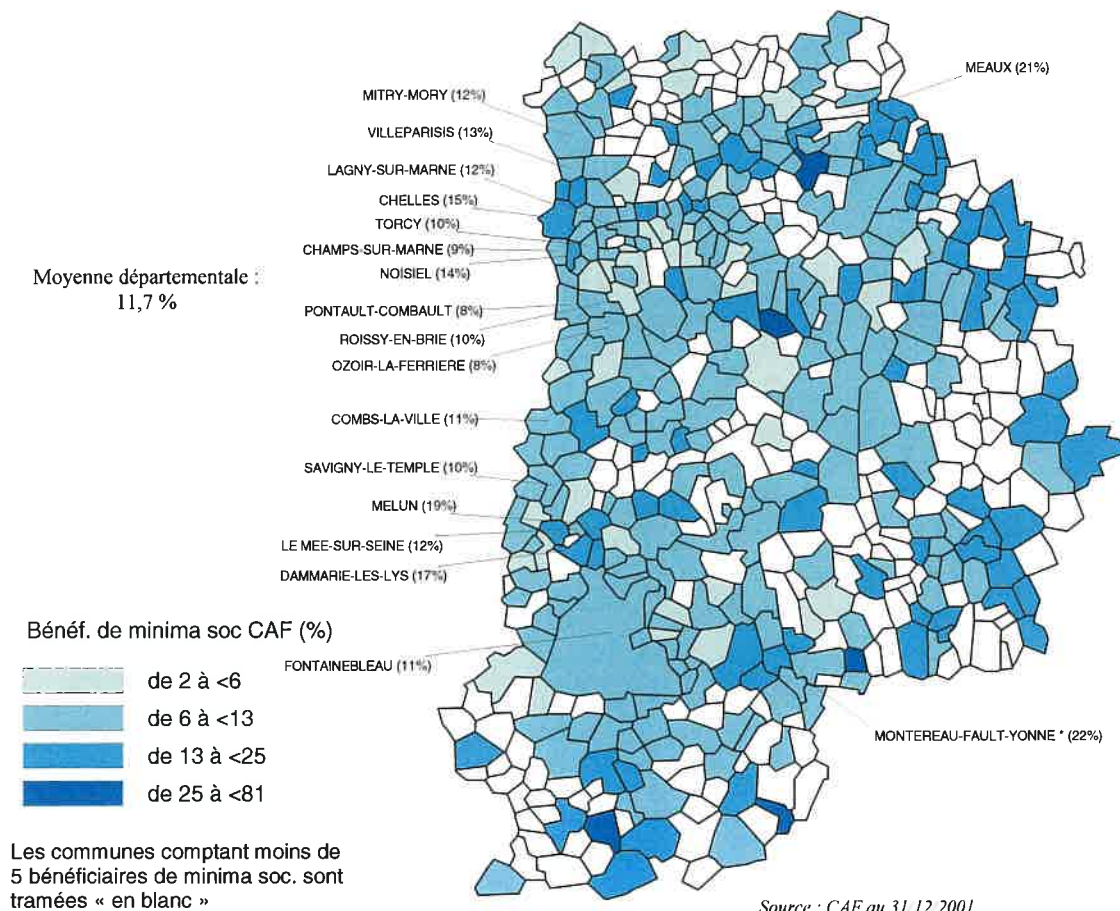 MEAUX (21%)
MITRY-MORY (12%)
VILLEPARISIS (13%)
LAGNY-SUR-MARNE (12%)
CHELLES (15%)
TORCY (10%)
CHAMPS-SUR-MARNE (9%)
NOISIEL (14%)
Moyenne départementale :
11,7 %
PONTAULT-COMBAULT (8%)
ROISSY-EN-BRIE (10%)
OZOIR-LA-FERRIERE (8%)
COMBS-LA-VILLE (11%)
SAVIGNY-LE-TEMPLE (10%)
MELUN (19%)
LE MEE-SUR-SEINE (12%)
DAMMARIE-LES-LYS (17%)
FONTAINEBLEAU (11%)
MONTEREAU-FAULT-YONNE * (22%)
Bénéf. de minima soc CAF (%)
de 2 à <6
de 6 à <13
de 13 à <25
de 25 à <81
Les communes comptant moins de
5 bénéficiaires de minima soc. sont
tramées « en blanc »
Source : CAF au 31.12.2001